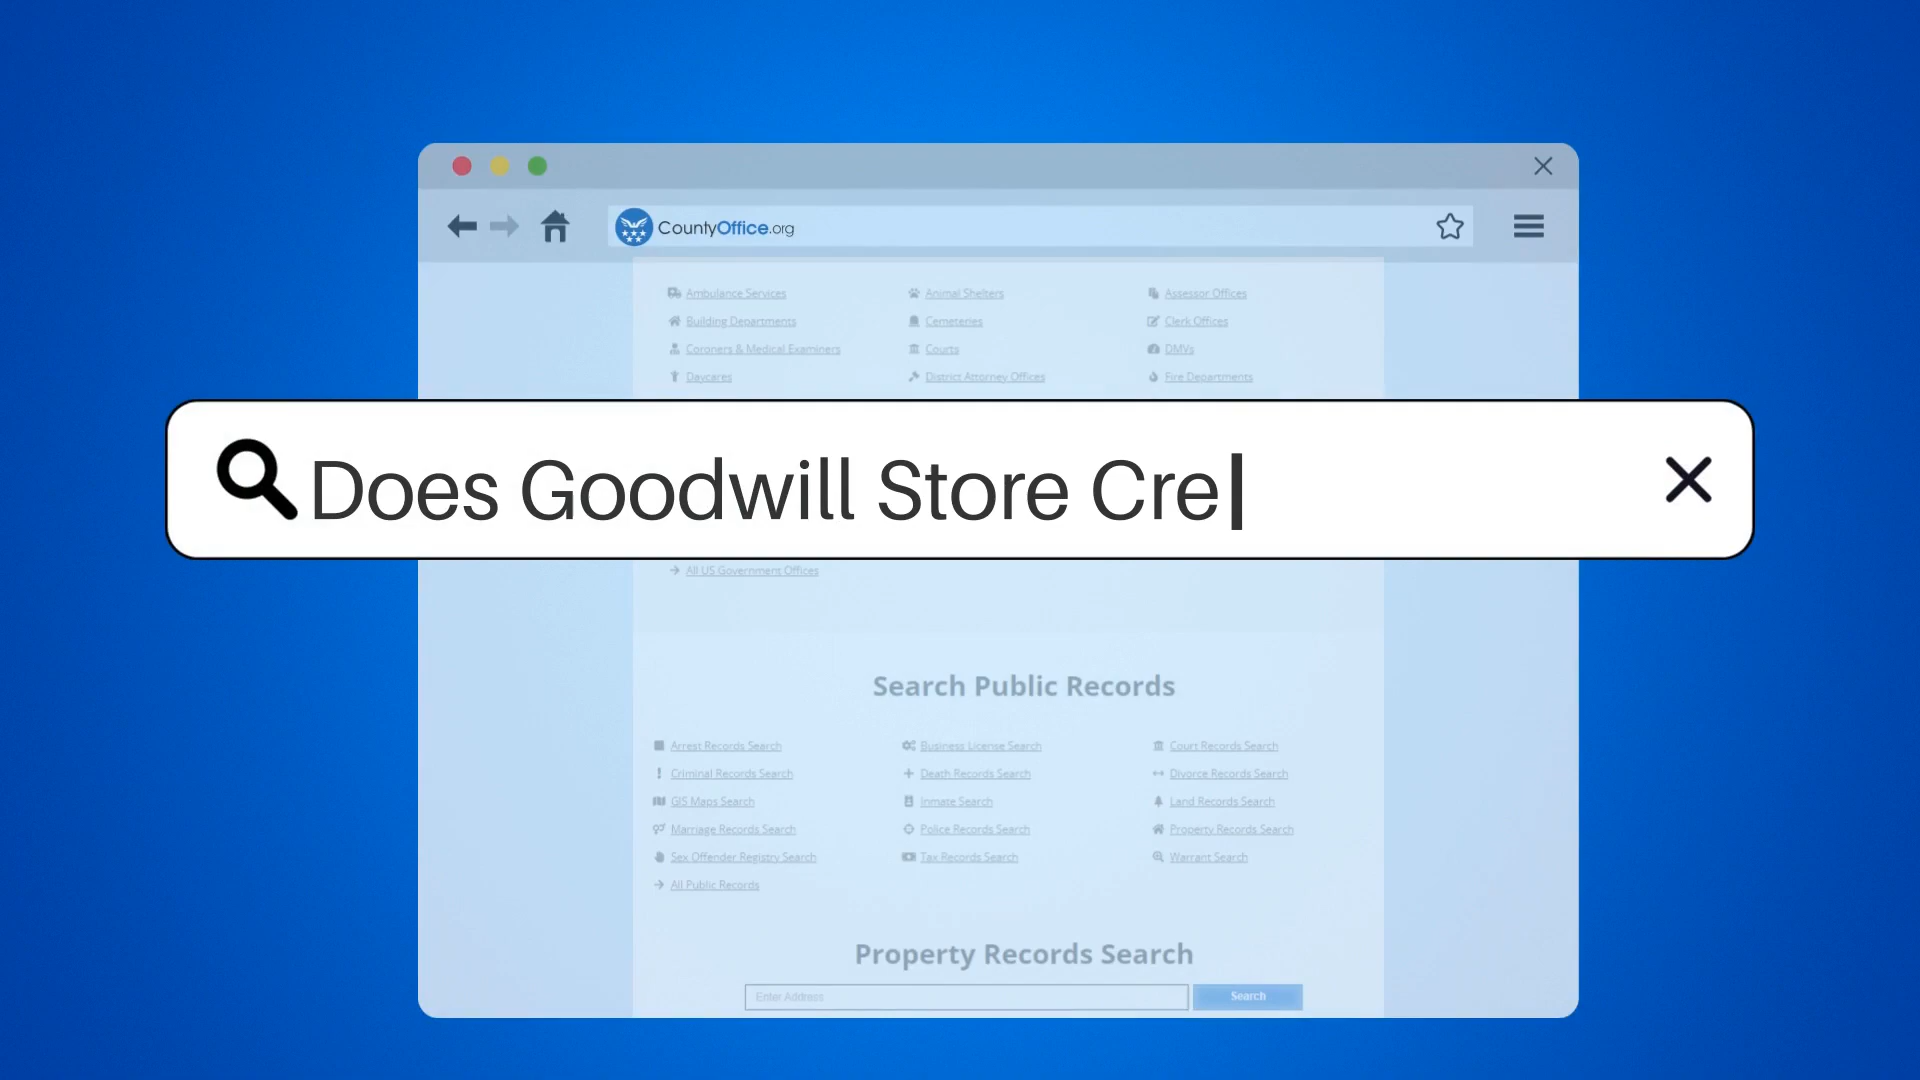 CountyOffice.org
Ambulance Services Animal Shelters Assessor Offices
Building Departments Cemeteries Clerk Offices
Coroners & Medical Examiners Courts DMVs
Daycares District Attorney Offices Fire Departments
Does Goodwill Store Cre
All US Government Offices
Search Public Records
Arrest Records Search Business License Search Court Records Search
Criminal Records Search Death Records Search Divorce Records Search
GIS Maps Search Inmate Search Land Records Search
Marriage Records Search Police Records Search Property Records Search
Sex Offender Registry Search Tax Records Search Warrant Search
All Public Records
Property Records Search
Enter Address Search